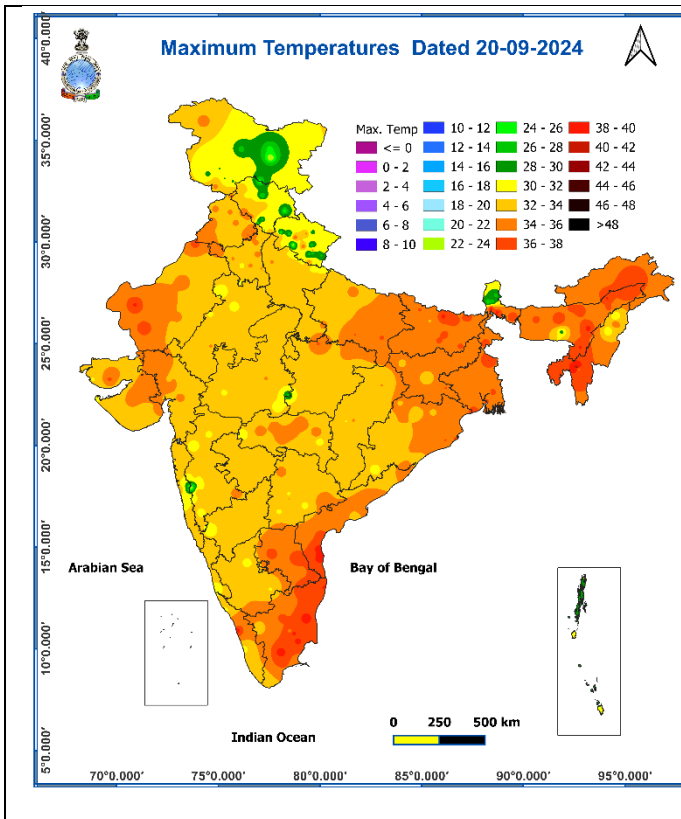 Maximum Temperatures Dated 20-09-2024
Max. Temp
<= 0
0 - 2
2 - 4
4 - 6
6 - 8
8 - 10
10 - 12
12 - 14
14 - 16
16 - 18
18 - 20
20 - 22
22 - 24
24 - 26
26 - 28
28 - 30
30 - 32
32 - 34
34 - 36
36 - 38
38 - 40
40 - 42
42 - 44
44 - 46
46 - 48
>48
40°0.000'
35°0.000'
30°0.000'
25°0.000'
20°0.000'
15°0.000'
10°0.000'
5°0.000'
Arabian Sea
Bay of Bengal
Indian Ocean
0 250 500 km
70°0.000' 75°0.000' 80°0.000' 85°0.000' 90°0.000' 95°0.000'